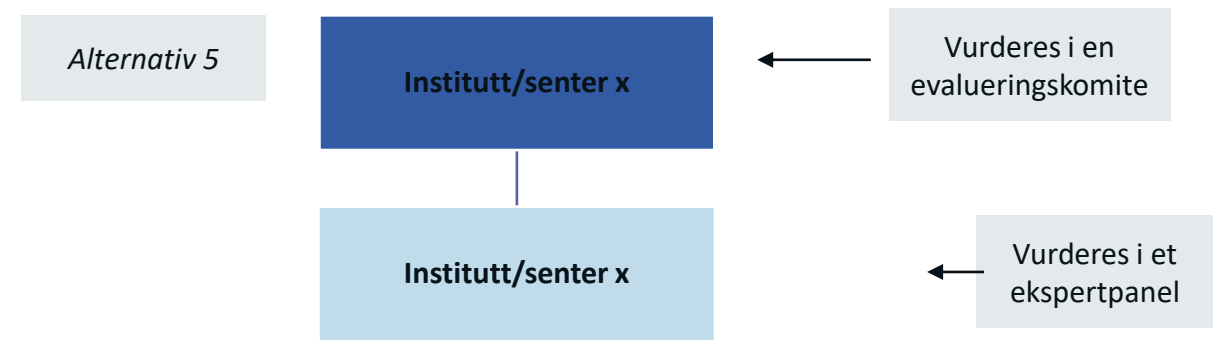 Alternativ 5
Institutt/senter x
Vurderes i en
evalueringskomite
Institutt/senter x
Vurderes i et
ekspertpanel